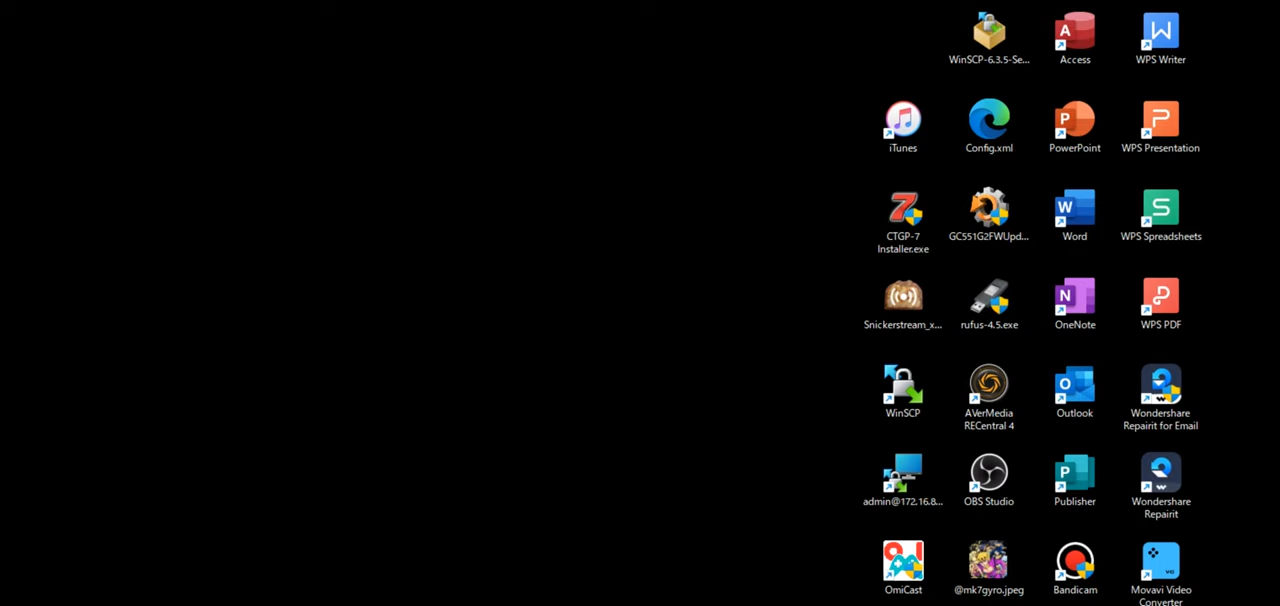 WinSCP-6.3.5-Se...
Access
WPS Writer
iTunes
Config.xml
PowerPoint
WPS Presentation
CTGP-7
Installer.exe
GC551G2FWUpd...
Word
WPS Spreadsheets
Snickerstream_x...
rufus-4.5.exe
OneNote
WPS PDF
WinSCP
AVerMedia
RECentral 4
Outlook
Wondershare
Repairit for Email
admin@172.16.8...
OBS Studio
Publisher
Wondershare
Repairit
OmiCast
@mk7gyro.jpeg
Bandicam
Movavi Video
Converter